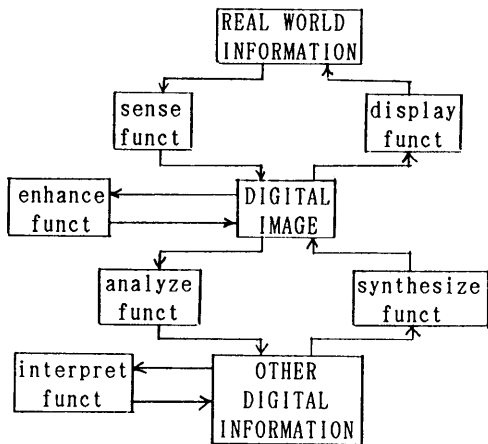 REAL WORLD
INFORMATION
sense
funct
display
funct
enhance
funct
DIGITAL
IMAGE
analyze
funct
synthesize
funct
interpret
funct
OTHER
DIGITAL
INFORMATION